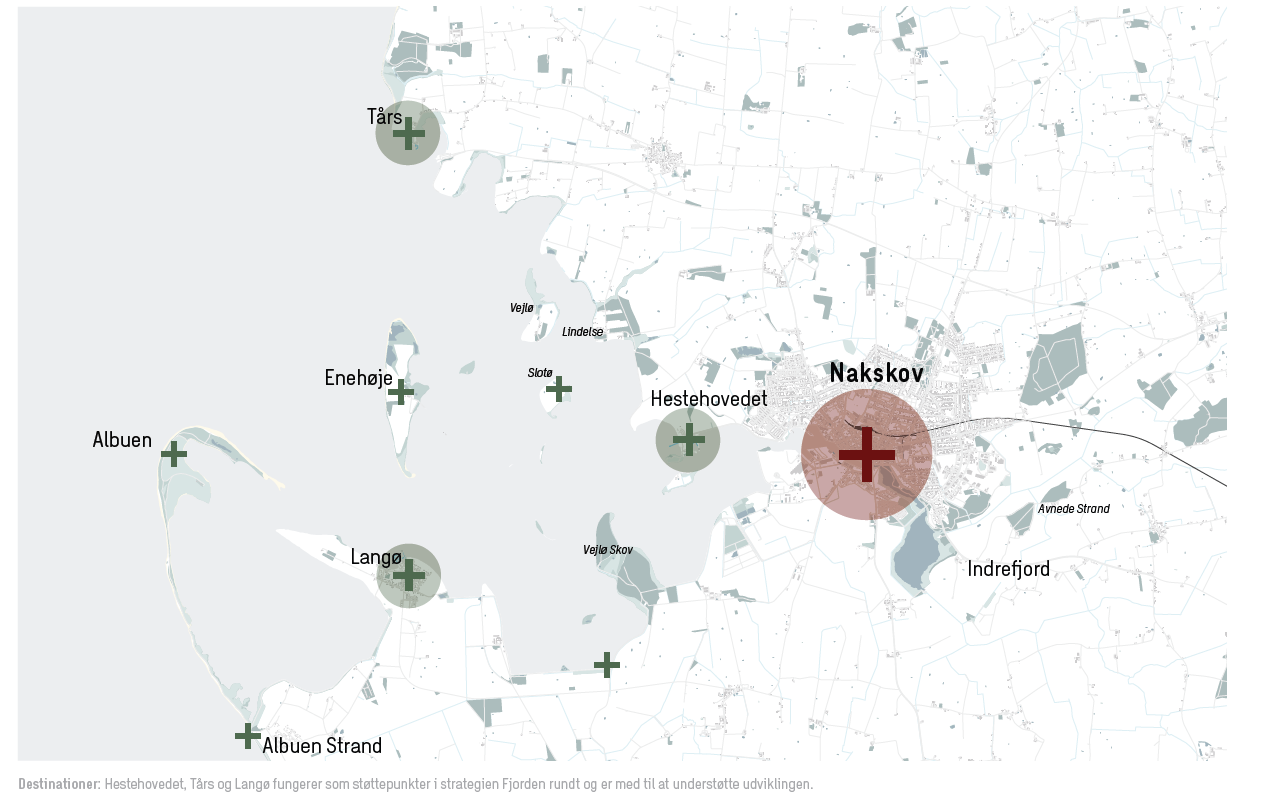 Tårs
Vejlø
Lindelse
Slotø
Enehøje
Nakskov
Hestehovedet
Albuen
Avnede Strand
Vejlø Skov
Langø
Indrefjord
Albuen Strand
Destinationer: Hestehovedet, Tårs og Langø fungerer som støttepunkter i strategien Fjorden rundt og er med til at understøtte udviklingen.